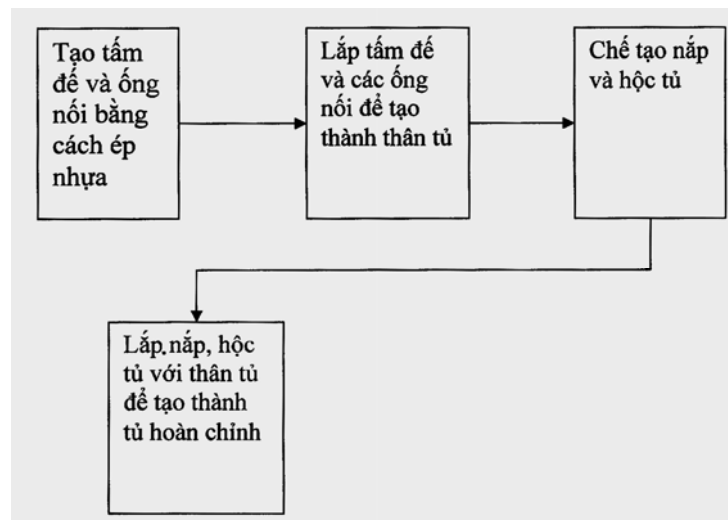 Tạo tấm
đế và ống
nối bằng
cách ép
nhựa
Lắp tấm đế
và các ống
nối để tạo
thành thân tủ
Chế tạo nắp
và hộc tủ
Lắp nắp, hộc
tủ với thân tủ
để tạo thành
tủ hoàn chỉnh